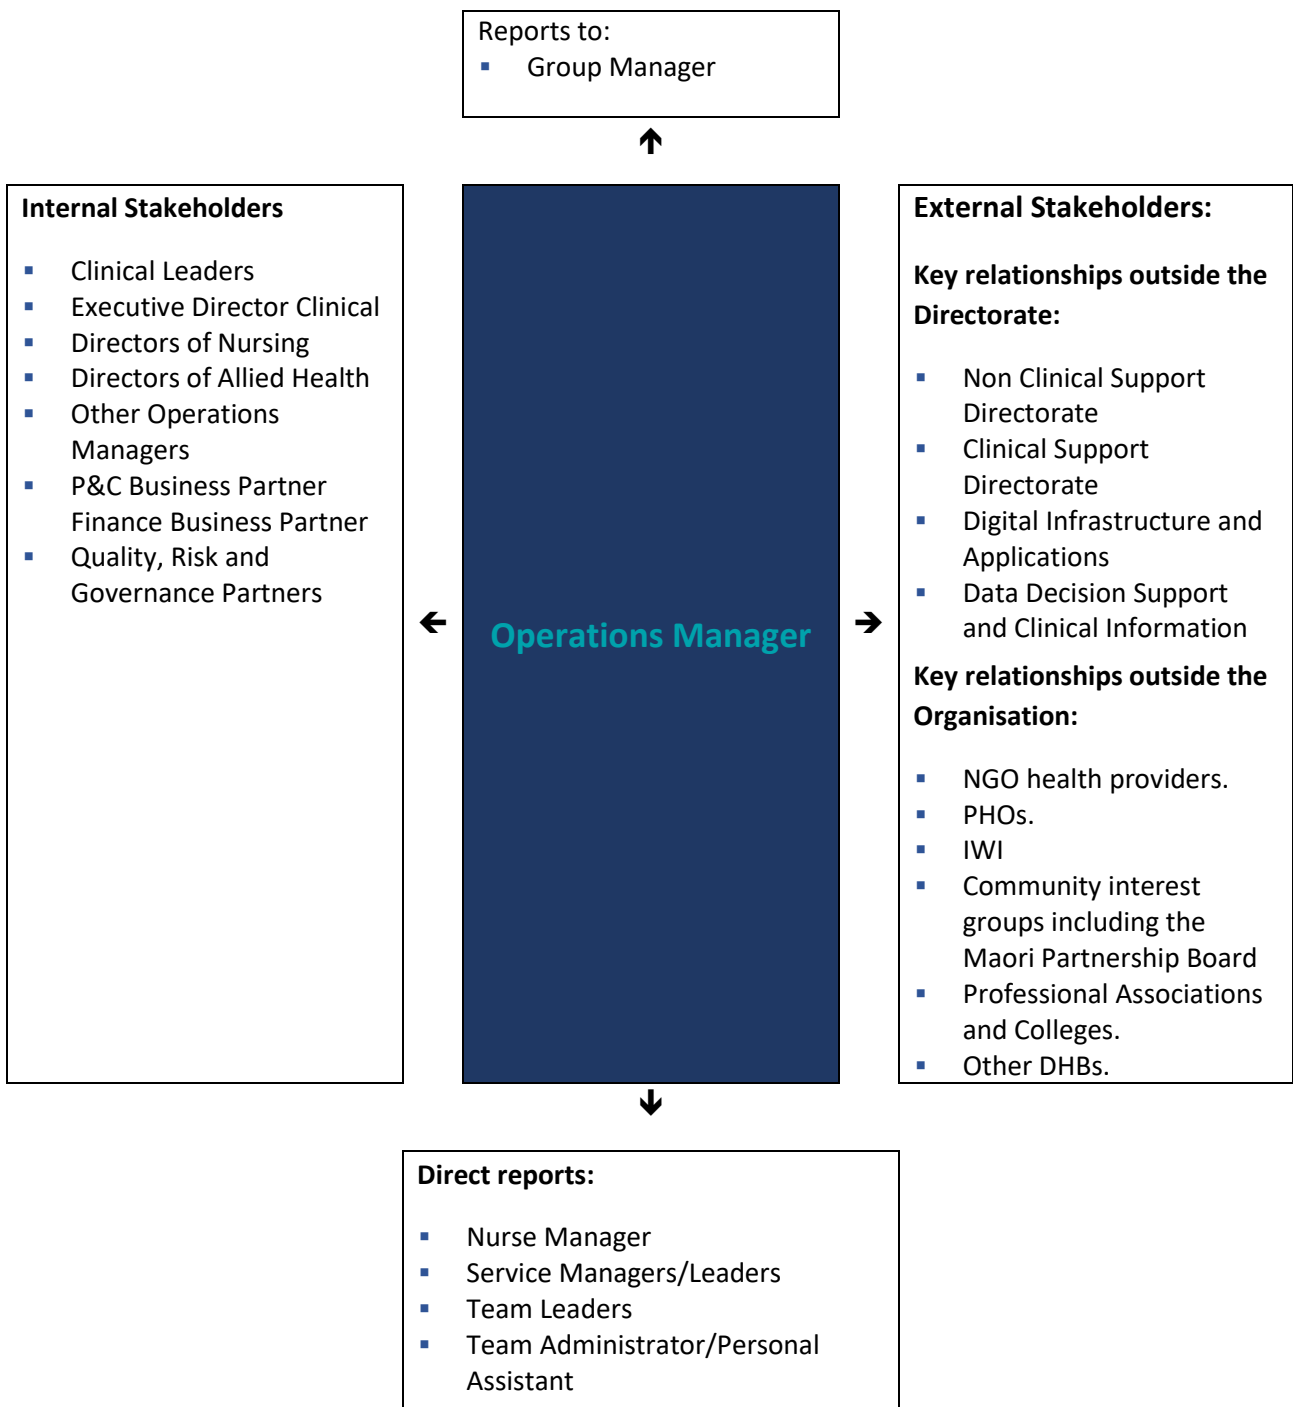 Reports to:
▪ Group Manager
Internal Stakeholders
▪ Clinical Leaders
▪ Executive Director Clinical
▪ Directors of Nursing
▪ Directors of Allied Health
▪ Other Operations
Managers
▪ P&C Business Partner
Finance Business Partner
▪ Quality, Risk and
Governance Partners
Operations Manager
External Stakeholders:
Key relationships outside the
Directorate:
▪ Non Clinical Support
Directorate
▪ Clinical Support
Directorate
▪ Digital Infrastructure and
Applications
▪ Data Decision Support
and Clinical Information
Key relationships outside the
Organisation:
▪ NGO health providers.
▪ PHOs.
▪ IWI
▪ Community interest
groups including the
Maori Partnership Board
▪ Professional Associations
and Colleges.
▪ Other DHBs.
Direct reports:
▪ Nurse Manager
▪ Service Managers/Leaders
▪ Team Leaders
▪ Team Administrator/Personal
Assistant